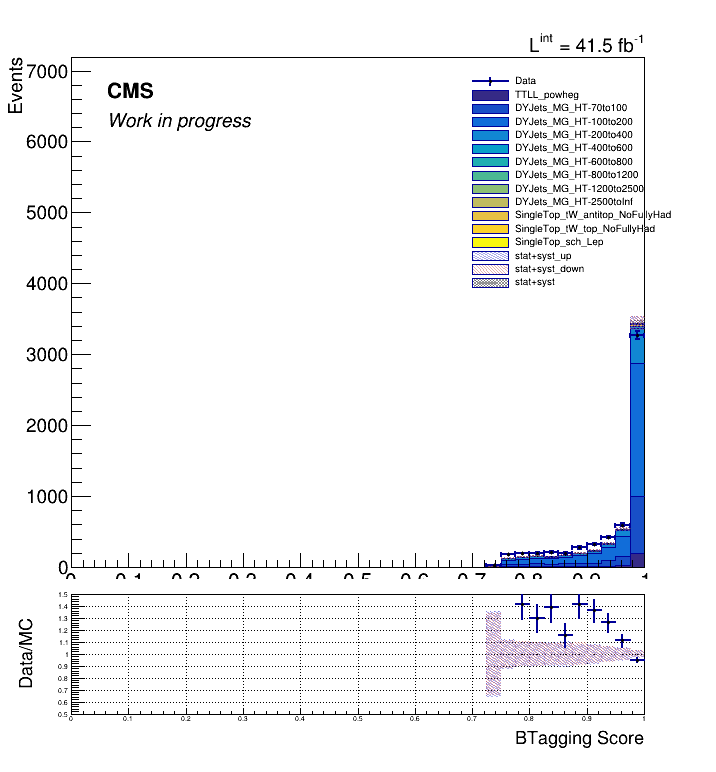 L^int = 41.5 fb^-1
Events
7000
6000
5000
4000
3000
2000
1000
0
CMS
Work in progress
Data
TTLL_powheg
DYJets_MG_HT-70to100
DYJets_MG_HT-100to200
DYJets_MG_HT-200to400
DYJets_MG_HT-400to600
DYJets_MG_HT-600to800
DYJets_MG_HT-800to1200
DYJets_MG_HT-1200to2500
DYJets_MG_HT-2500toInf
SingleTop_tW_antitop_NoFullyHad
SingleTop_tW_top_NoFullyHad
SingleTop_sch_Lep
stat+syst_up
stat+syst_down
stat+syst
0 0.1 0.2 0.3 0.4 0.5 0.6 0.7 0.8 0.9 1
Data/MC
1.5
1.4
1.3
1.2
1.1
1
0.9
0.8
0.7
0.6
0.5
0 0.1 0.2 0.3 0.4 0.5 0.6 0.7 0.8 0.9 1
BTagging Score